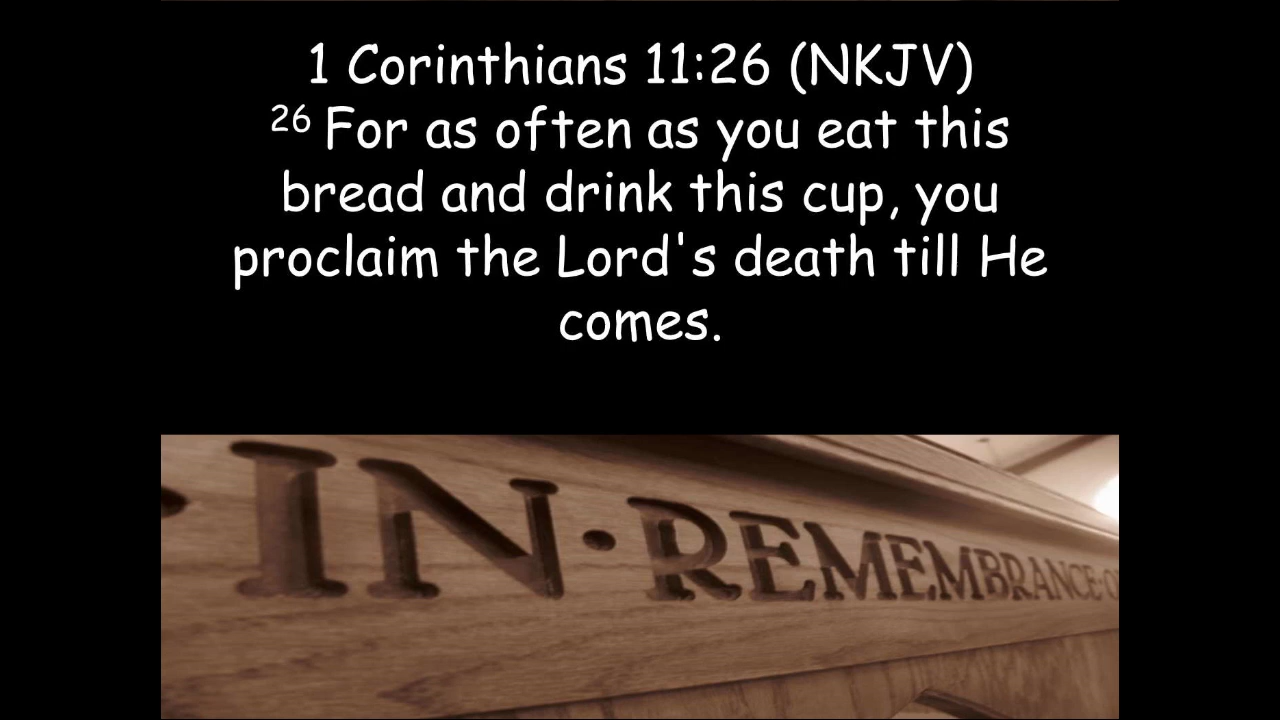 1 Corinthians 11:26 (NKJV)
26 For as often as you eat this
bread and drink this cup, you
proclaim the Lord's death till He
comes.
· IN · REMEMBRANCE · O